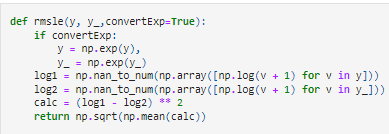 def rmsle(y, y_,convertExp=True):
    if convertExp:
        y = np.exp(y),
        y_ = np.exp(y_)
    log1 = np.nan_to_num(np.array([np.log(v + 1) for v in y]))
    log2 = np.nan_to_num(np.array([np.log(v + 1) for v in y_]))
    calc = (log1 - log2) ** 2
    return np.sqrt(np.mean(calc))